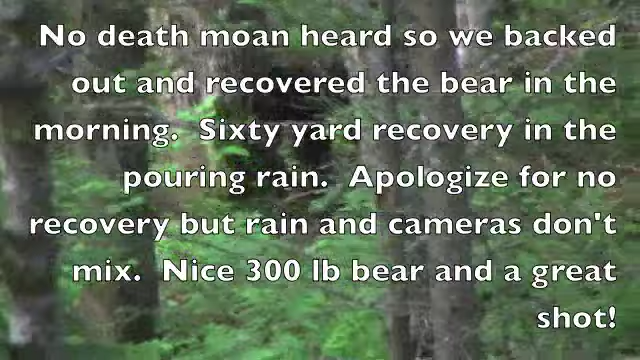 No death moan heard so we backed
out and recovered the bear in the
morning.  Sixty yard recovery in the
pouring rain.  Apologize for no
recovery but rain and cameras don't
mix.  Nice 300 lb bear and a great
shot!